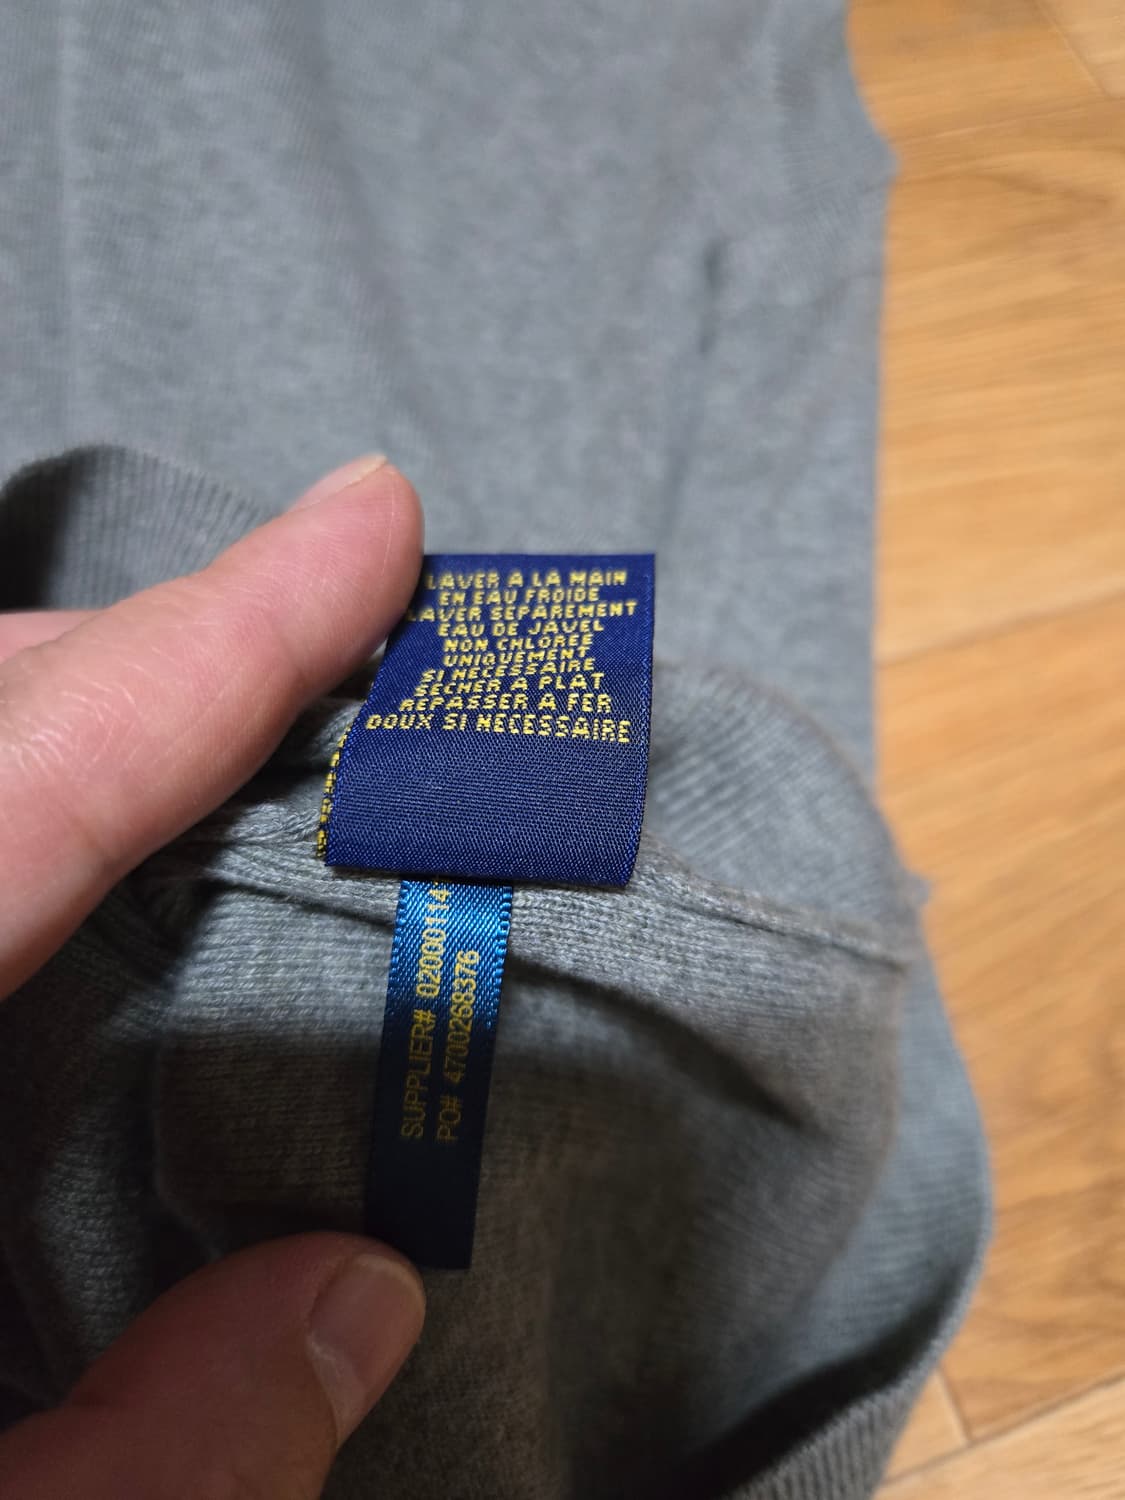 LAVER A LA MAIN
EN EAU FROIDE
LAVER SEPAREMENT
EAU DE JAVEL
NON CHLOREE
UNIQUEMENT
SI NECESSAIRE
SECHER A PLAT
REPASSER A FER
DOUX SI NECESSAIRE
SUPPLIER# 02000114
PO# 4700268376